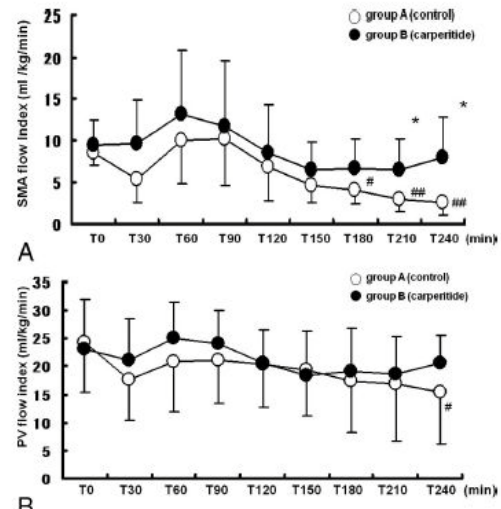 25
20
15
10
5
0
SMA flow Index (ml /kg/min)
group A (control)
group B (carperitide)
*
*
#
##
##
T0 T30 T60 T90 T120 T150 T180 T210 T240 (min)
A
35
30
25
20
15
10
5
0
PV flow index (ml/kg/min)
group A (control)
group B (carperitide)
#
T0 T30 T60 T90 T120 T150 T180 T210 T240 (min)
B